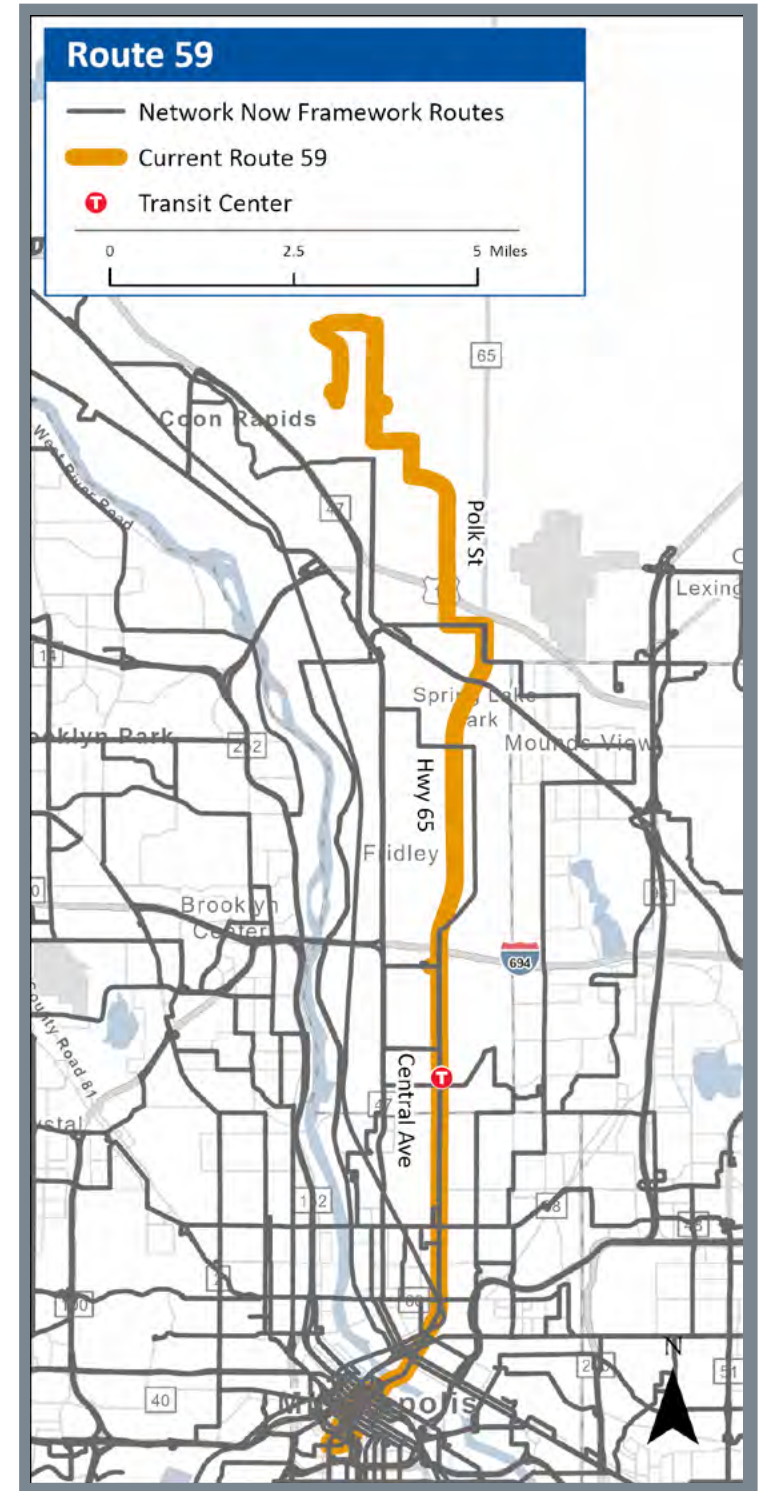 Route 59
Network Now Framework Routes
Current Route 59
Transit Center
0 2.5 5 Miles
65
Coon Rapids
West River Road
47
Polk St
Lexing
14
Spring Lake
Park
oklyn Park
252
Mounds View
Hwy 65
Fridley
Brooklyn
Center
694
County Road 81
T
Central Ave
47
ystal
152
100
N
40
51
Minneapolis